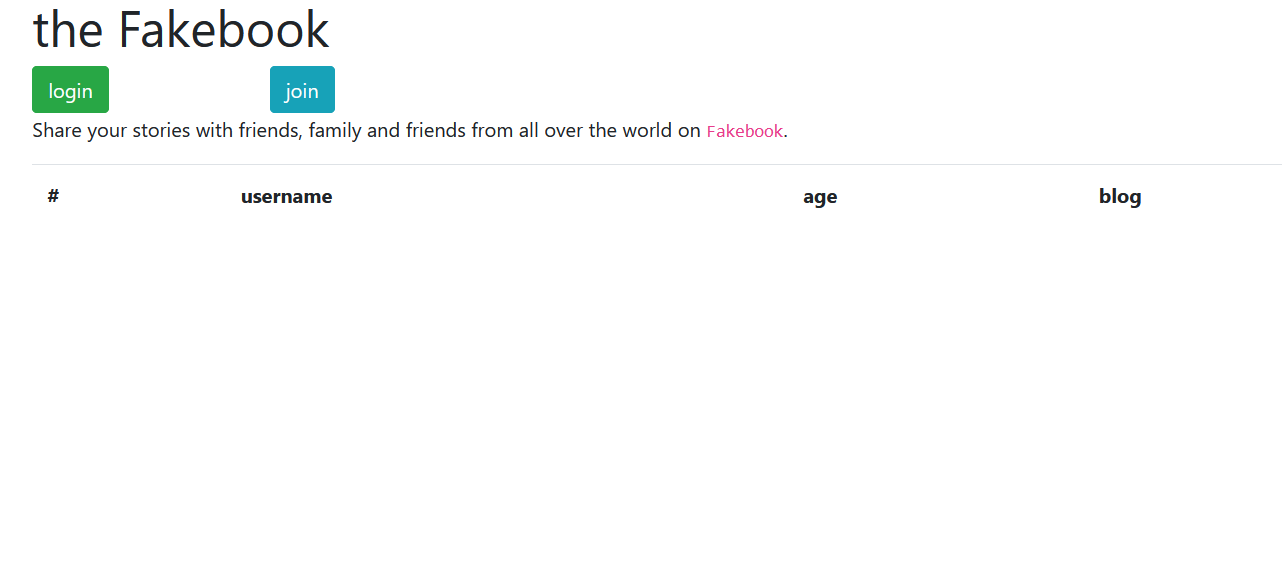 the Fakebook
login join
Share your stories with friends, family and friends from all over the world on Fakebook.
# username age blog